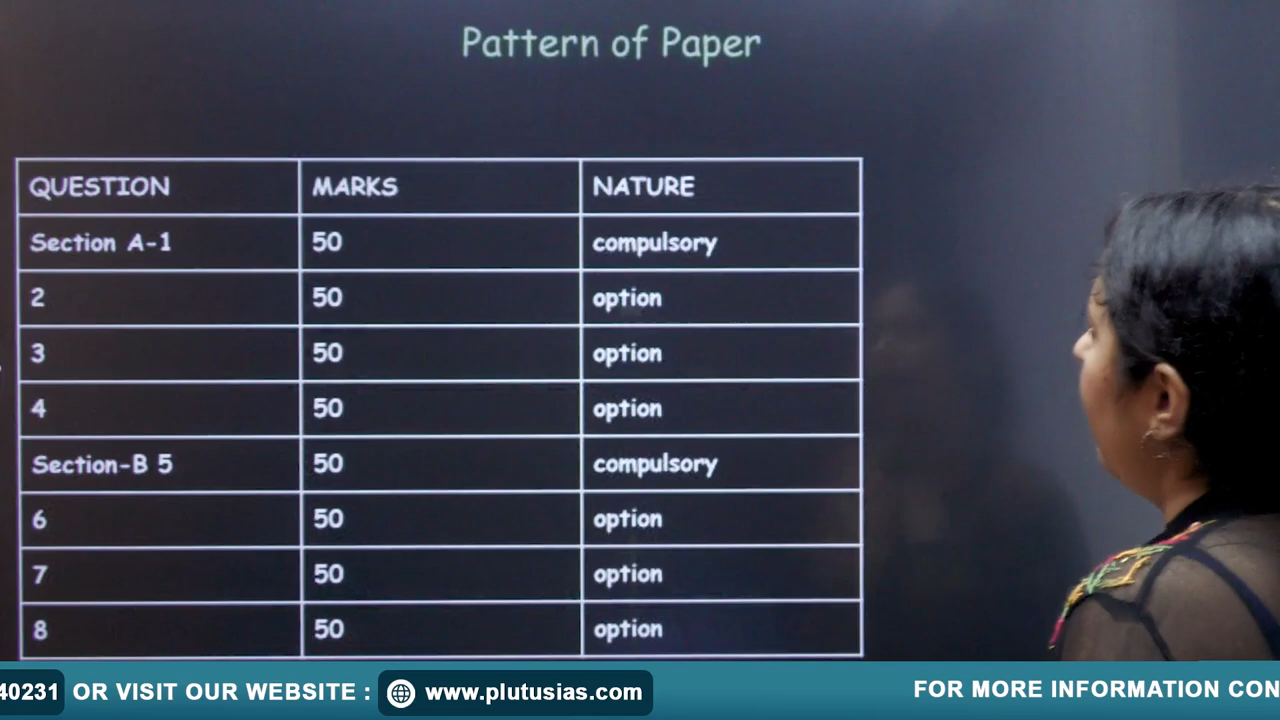 Pattern of Paper
QUESTION MARKS NATURE
Section A-1 50 compulsory
2 50 option
3 50 option
4 50 option
Section-B 5 50 compulsory
6 50 option
7 50 option
8 50 option
40231 OR VISIT OUR WEBSITE : www.plutusias.com FOR MORE INFORMATION CON